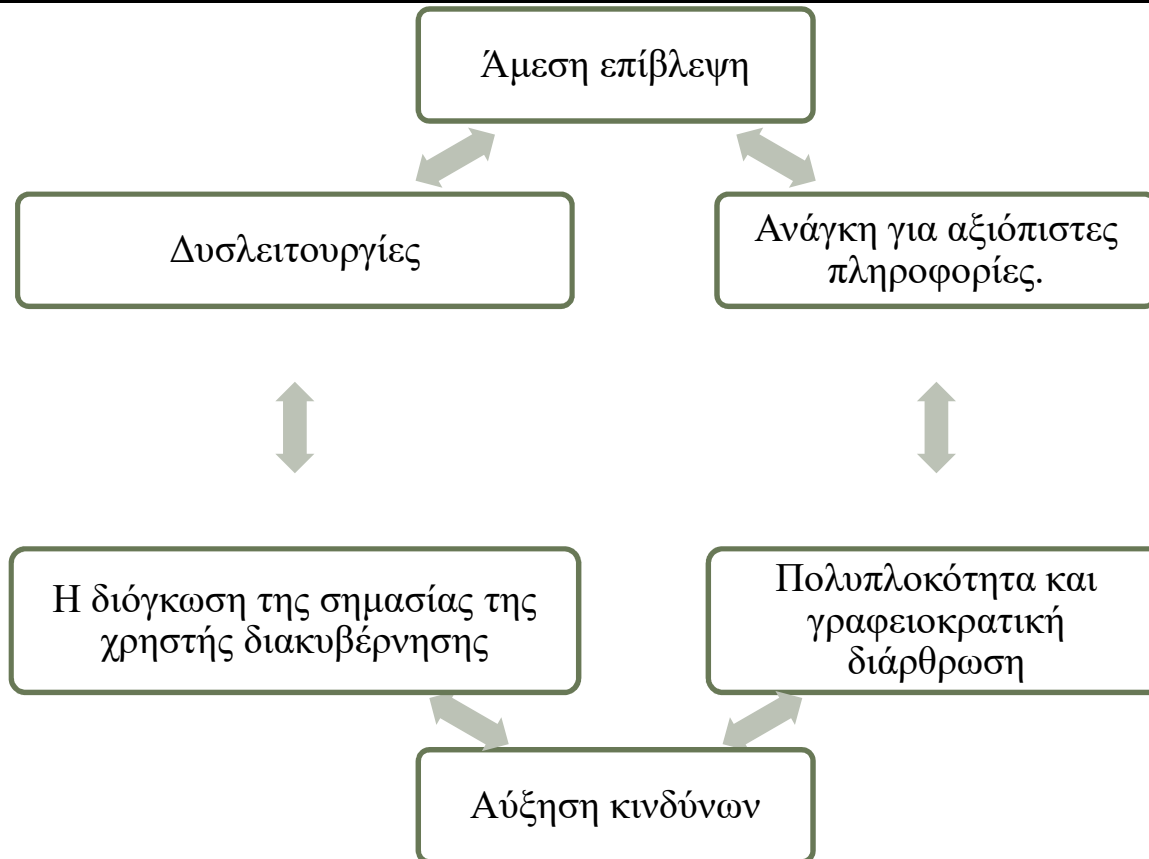 Άμεση επίβλεψη
Δυσλειτουργίες
Ανάγκη για αξιόπιστες
πληροφορίες.
Η διόγκωση της σημασίας της
χρηστής διακυβέρνησης
Πολυπλοκότητα και
γραφειοκρατική
διάρθρωση
Αύξηση κινδύνων